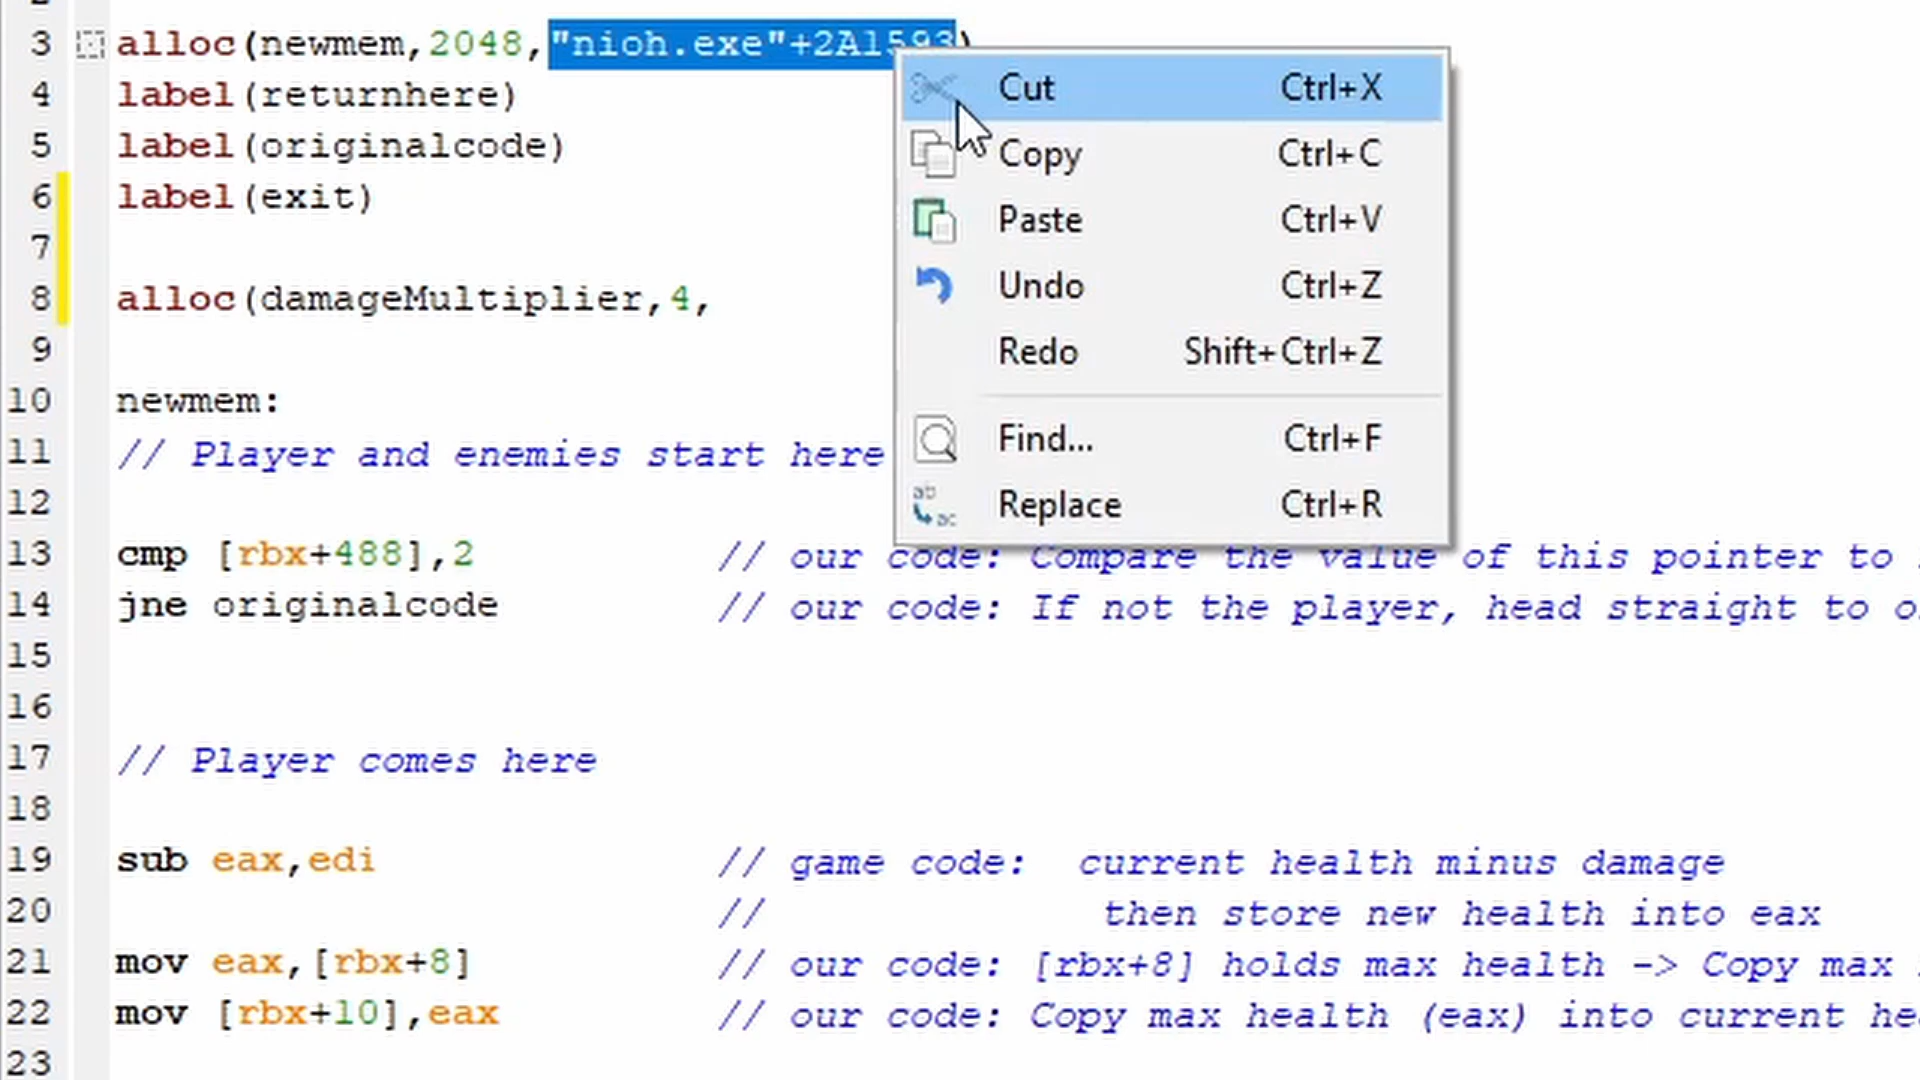 3 alloc(newmem,2048,"nioh.exe"+2A1593)
4 label(returnhere)
5 label(originalcode)
6 label(exit)
7
8 alloc(damageMultiplier,4,
9
10 newmem:
11 // Player and enemies start here
12
13 cmp [rbx+488],2 // our code: Compare the value of this pointer to
14 jne originalcode // our code: If not the player, head straight to
15
16
17 // Player comes here
18
19 sub eax,edi // game code: current health minus damage
20 // then store new health into eax
21 mov eax,[rbx+8] // our code: [rbx+8] holds max health -> Copy max
22 mov [rbx+10],eax // our code: Copy max health (eax) into current
23
Cut Ctrl+X
Copy Ctrl+C
Paste Ctrl+V
Undo Ctrl+Z
Redo Shift+Ctrl+Z
Find... Ctrl+F
Replace Ctrl+R